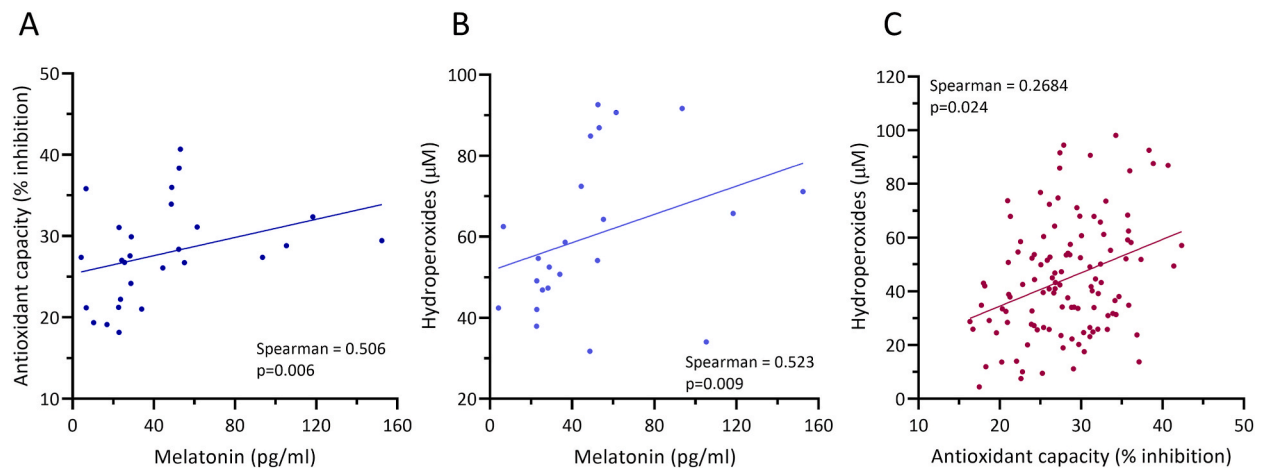 A
Antioxidant capacity (% inhibition)
50
40
30
20
10
0
40
80
120
160
Melatonin (pg/ml)
Spearman = 0.506
p=0.006
B
Hydroperoxides (µM)
100
80
60
40
20
0
40
80
120
160
Melatonin (pg/ml)
Spearman = 0.523
p=0.009
C
Spearman = 0.2684
p=0.024
Hydroperoxides (µM)
120
100
80
60
40
20
0
10
20
30
40
50
Antioxidant capacity (% inhibition)